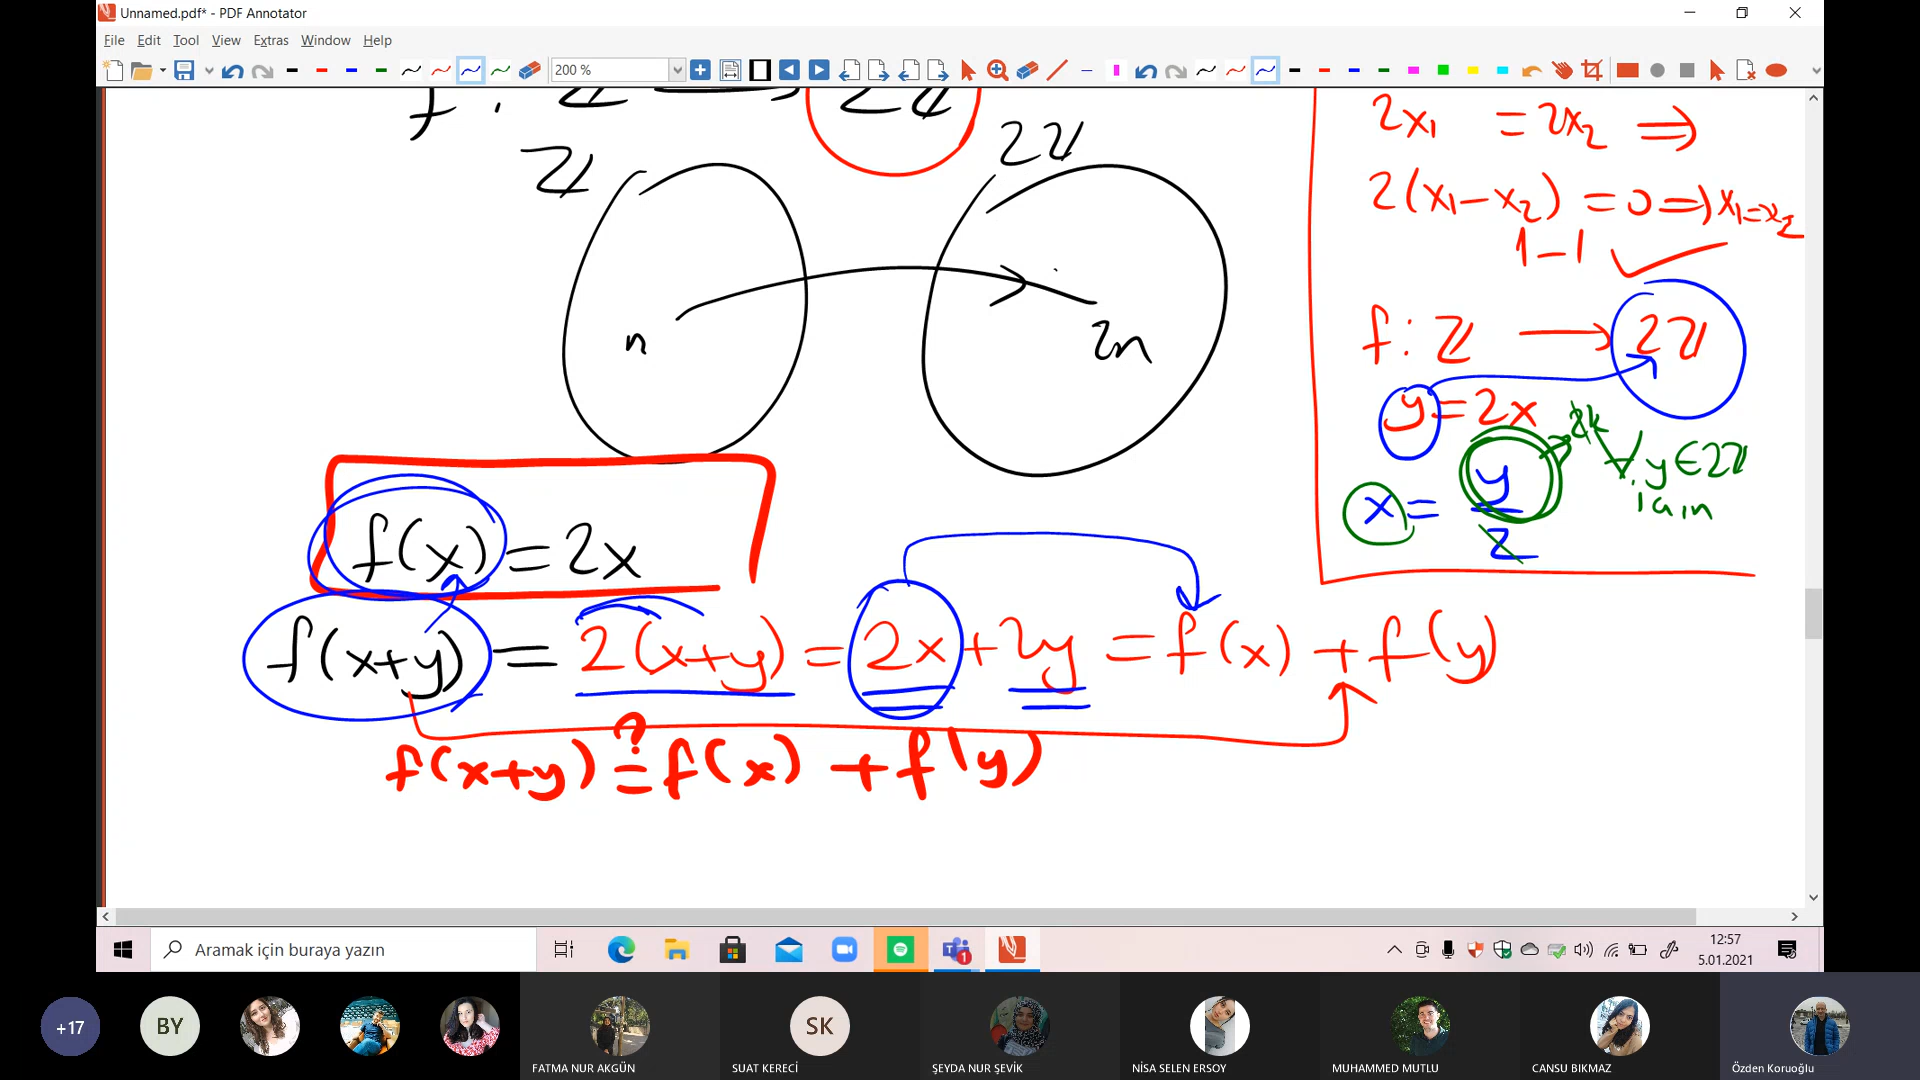 Unnamed.pdf* - PDF Annotator
File Edit Tool View Extras Window Help
200 %
f : ℤ → 2ℤ
ℤ
2ℤ
n
2n
f(x) = 2x
f(x+y) = 2(x+y) = 2x + 2y = f(x) + f(y)
f(x+y) ≟ f(x) + f(y)
2x₁ = 2x₂ ⇒
2(x₁-x₂) = 0 ⇒ x₁=x₂
1-1 ✓
f : ℤ → 2ℤ
y = 2x
2k
∀ y ∈ 2ℤ
için
x = y/2
Aramak için buraya yazın
1
12:57
5.01.2021
+17
BY
SK
FATMA NUR AKGÜN
SUAT KERECİ
ŞEYDA NUR ŞEVİK
NİSA SELEN ERSOY
MUHAMMED MUTLU
CANSU BIKMAZ
Özden Koruoğlu